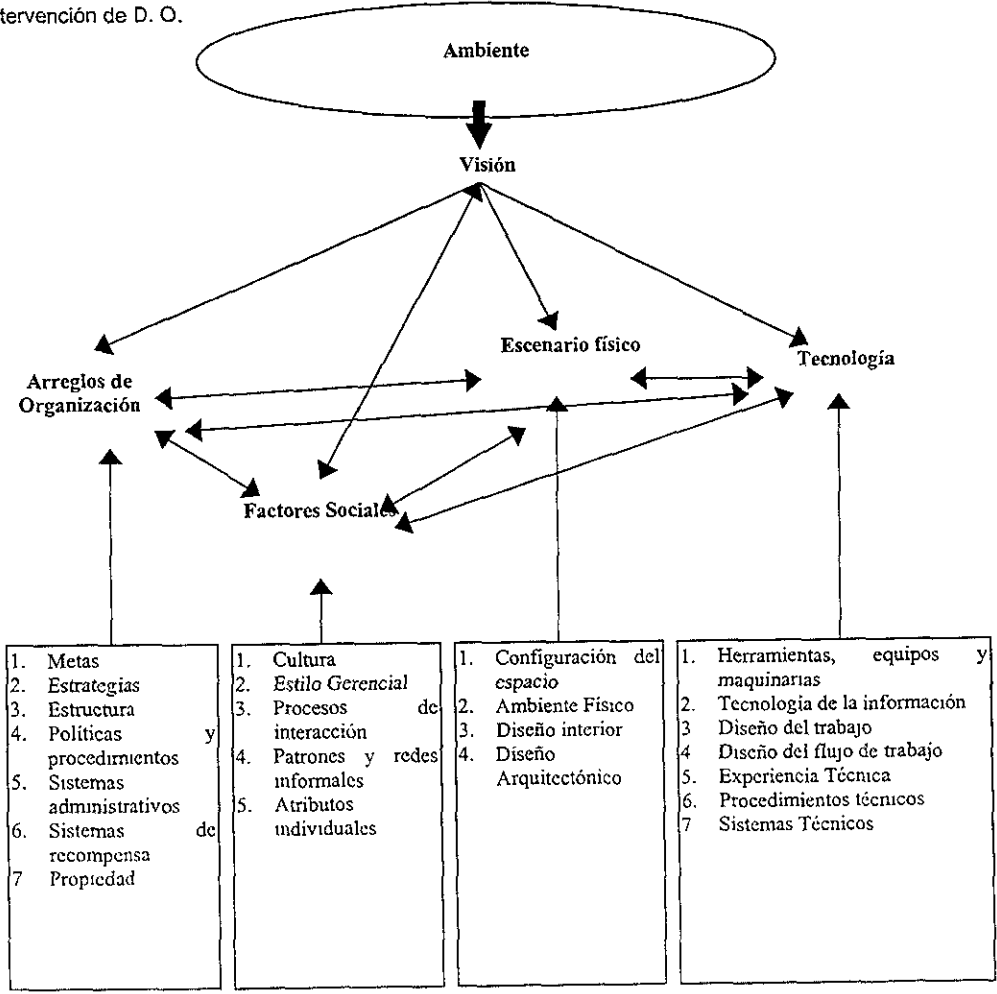 tervención de D. O.
Ambiente
Visión
Escenario físico
Tecnología
Arreglos de
Organización
Factores Sociales
1. Metas
2. Estrategias
3. Estructura
4. Políticas y
procedimientos
5. Sistemas
administrativos
6. Sistemas de
recompensa
7 Propiedad
1. Cultura
2. Estilo Gerencial
3. Procesos de
interacción
4. Patrones y redes
informales
5. Atributos
individuales
1. Configuración del
espacio
2. Ambiente Físico
3. Diseño interior
4. Diseño
Arquitectónico
1. Herramientas, equipos y
maquinarias
2. Tecnología de la información
3 Diseño del trabajo
4 Diseño del flujo de trabajo
5. Experiencia Técnica
6. Procedimientos técnicos
7 Sistemas Técnicos